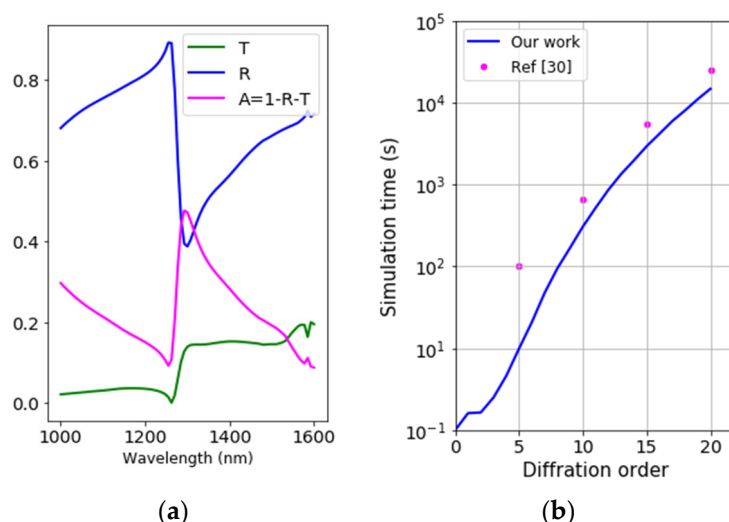 T
R
A=1-R-T
0.8
0.6
0.4
0.2
0.0
1000 1200 1400 1600
Wavelength (nm)
(a)
Our work
Ref [30]
10^5
10^4
10^3
10^2
10^1
10^-1
Simulation time (s)
0 5 10 15 20
Diffration order
(b)